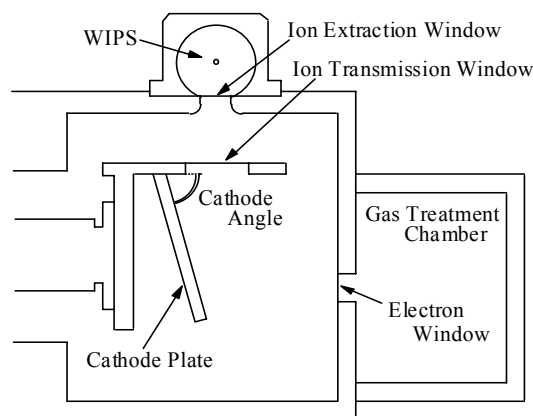 WIPS
Ion Extraction Window
Ion Transmission Window
Cathode
Angle
Gas Treatment
Chamber
Electron
Window
Cathode Plate